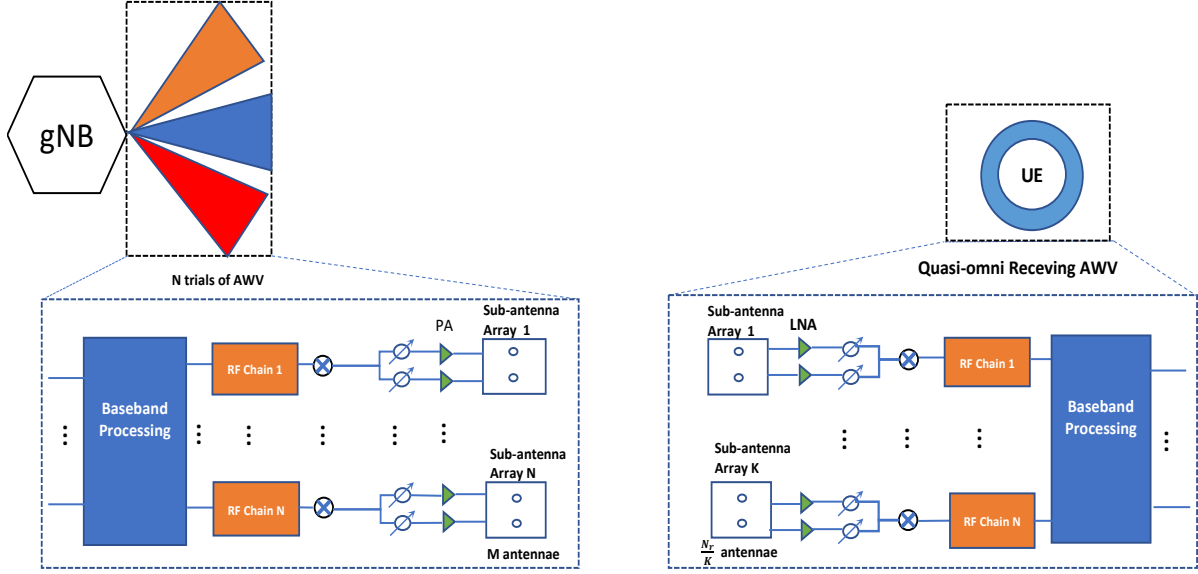 gNB
UE
N trials of AWV
Quasi-omni Receving AWV
PA
Sub-antenna
Array 1
RF Chain 1
Baseband
Processing
Sub-antenna
Array N
RF Chain N
M antennae
Sub-antenna
Array 1
LNA
RF Chain 1
Baseband
Processing
Sub-antenna
Array K
RF Chain N
N_r/K antennae